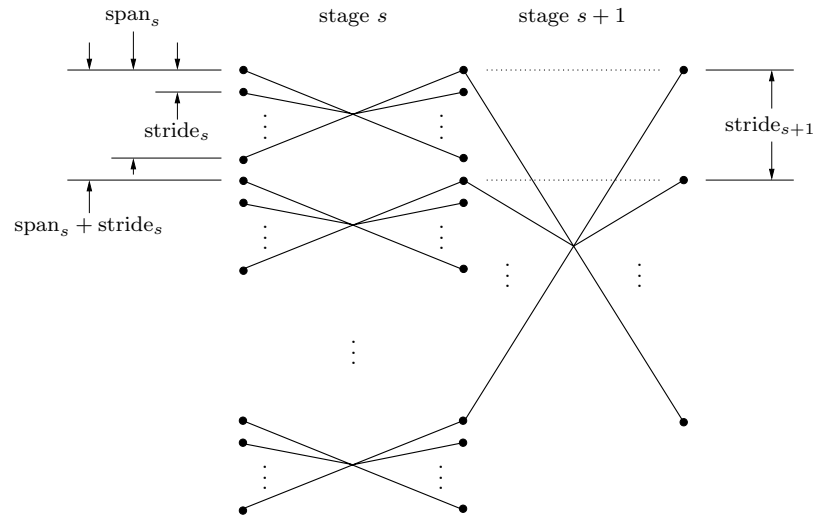 span_s
stage s
stage s + 1
stride_s
stride_{s+1}
span_s + stride_s